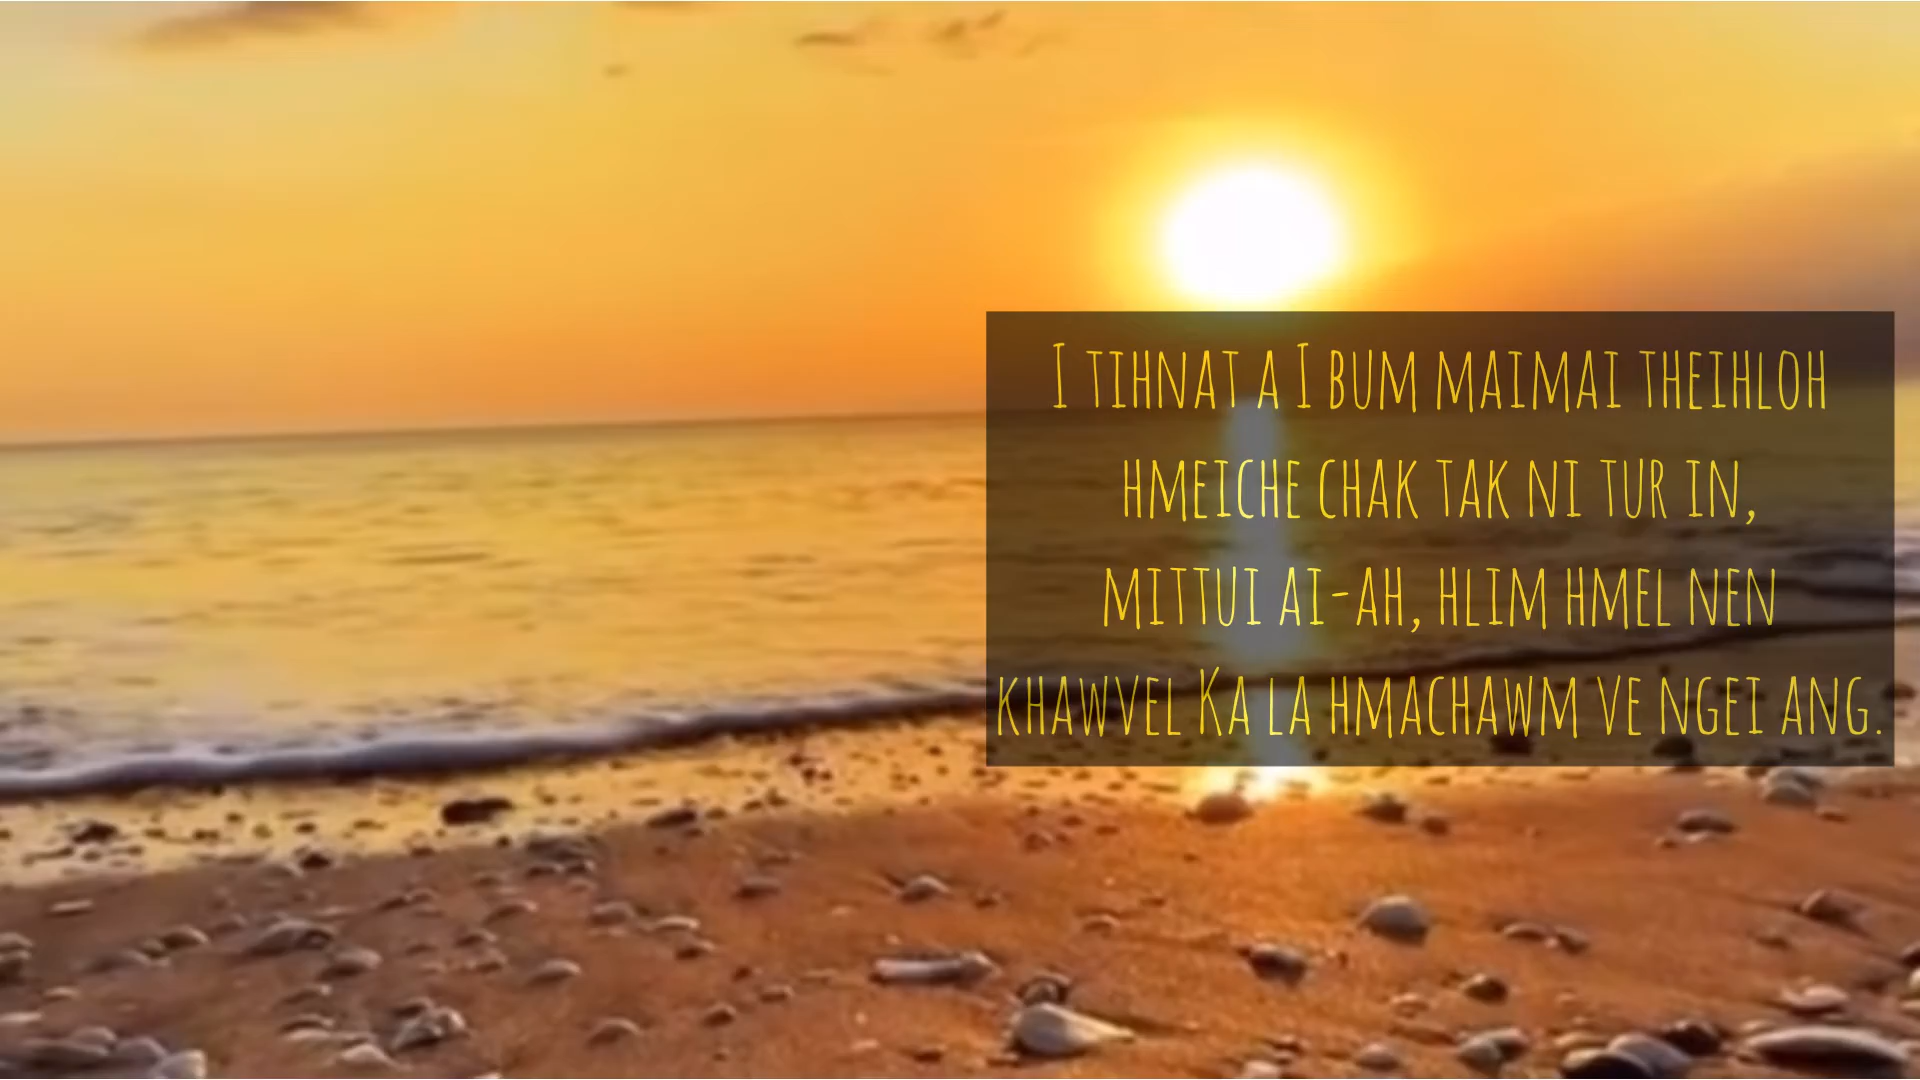 I tihnat a I bum maimai theihloh
hmeichhe chak tak ni tur in,
mittui ai-ah, hlim hmel nen
khawvel Ka la hmachawm ve ngei ang.